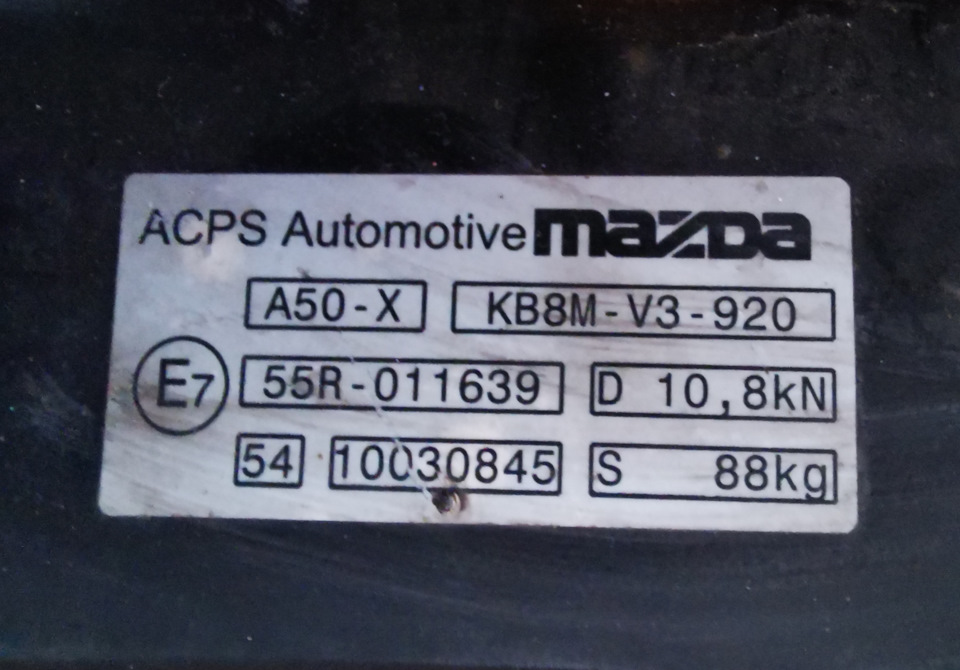 ACPS Automotive mazda
A50-X KB8M-V3-920
E7 55R-011639 D 10,8kN
54 10030845 S 88kg